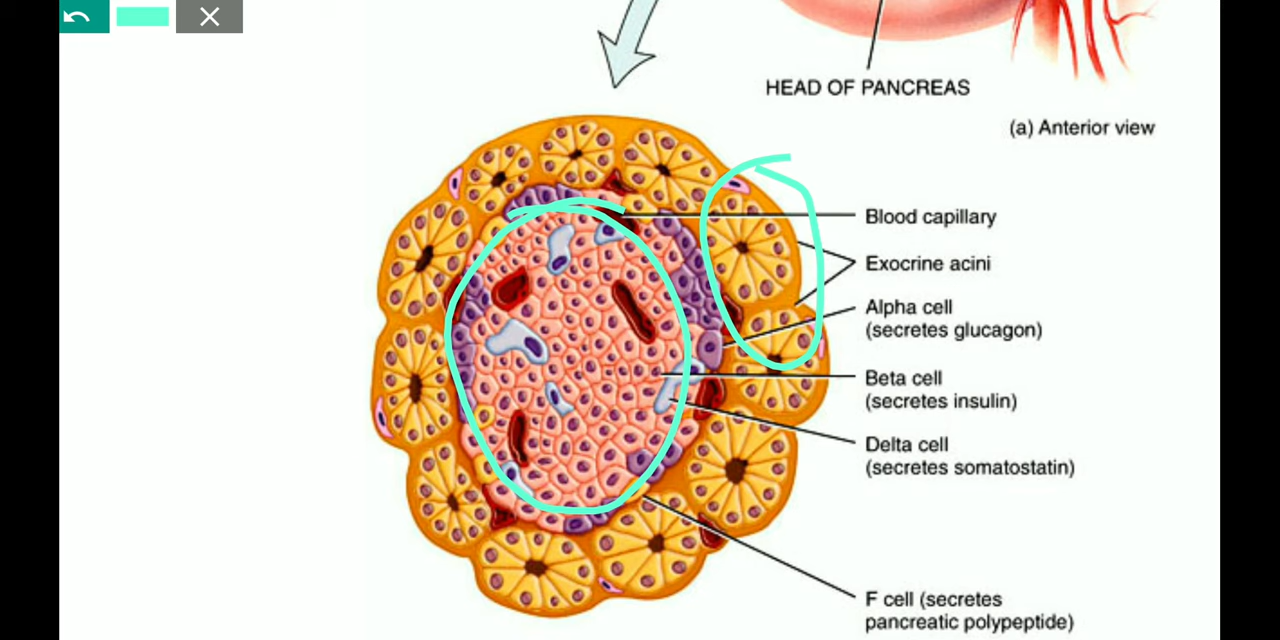 HEAD OF PANCREAS
(a) Anterior view
Blood capillary
Exocrine acini
Alpha cell
(secretes glucagon)
Beta cell
(secretes insulin)
Delta cell
(secretes somatostatin)
F cell (secretes
pancreatic polypeptide)